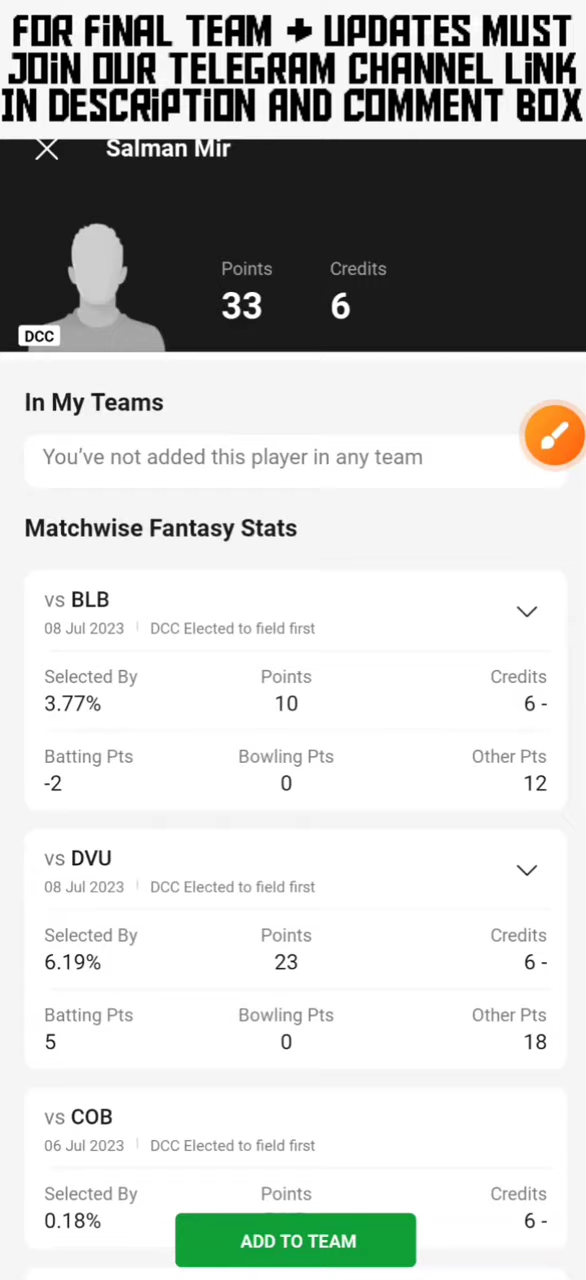 FOR FINAL TEAM + UPDATES MUST
JOIN OUR TELEGRAM CHANNEL LINK
IN DESCRIPTION AND COMMENT BOX
Salman Mir
Points Credits
33 6
DCC
In My Teams
You've not added this player in any team
Matchwise Fantasy Stats
vs BLB
08 Jul 2023 | DCC Elected to field first
Selected By Points Credits
3.77% 10 6 -
Batting Pts Bowling Pts Other Pts
-2 0 12
vs DVU
08 Jul 2023 | DCC Elected to field first
Selected By Points Credits
6.19% 23 6 -
Batting Pts Bowling Pts Other Pts
5 0 18
vs COB
06 Jul 2023 | DCC Elected to field first
Selected By Points Credits
0.18% 6 -
ADD TO TEAM